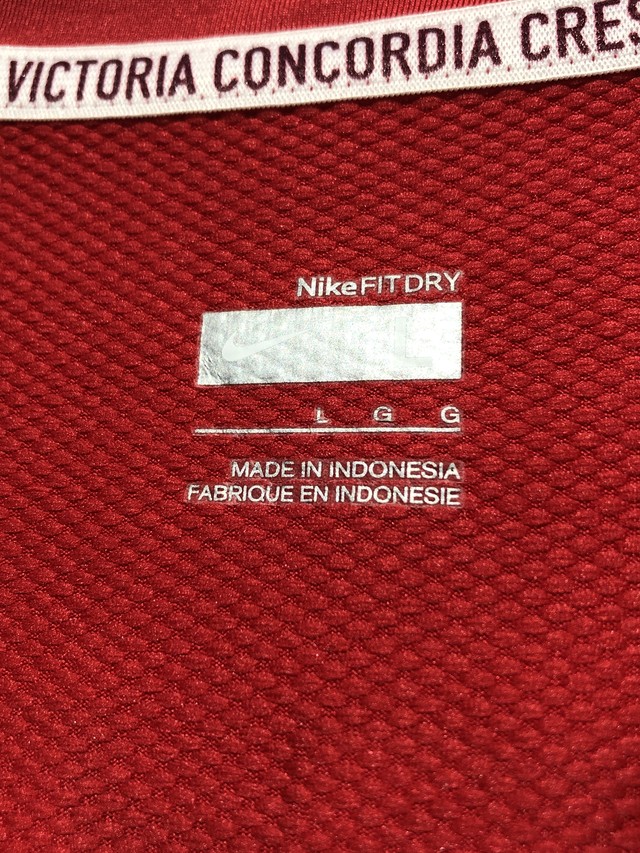 VICTORIA CONCORDIA CRES
NikeFITDRY
L G G
MADE IN INDONESIA
FABRIQUE EN INDONESIE